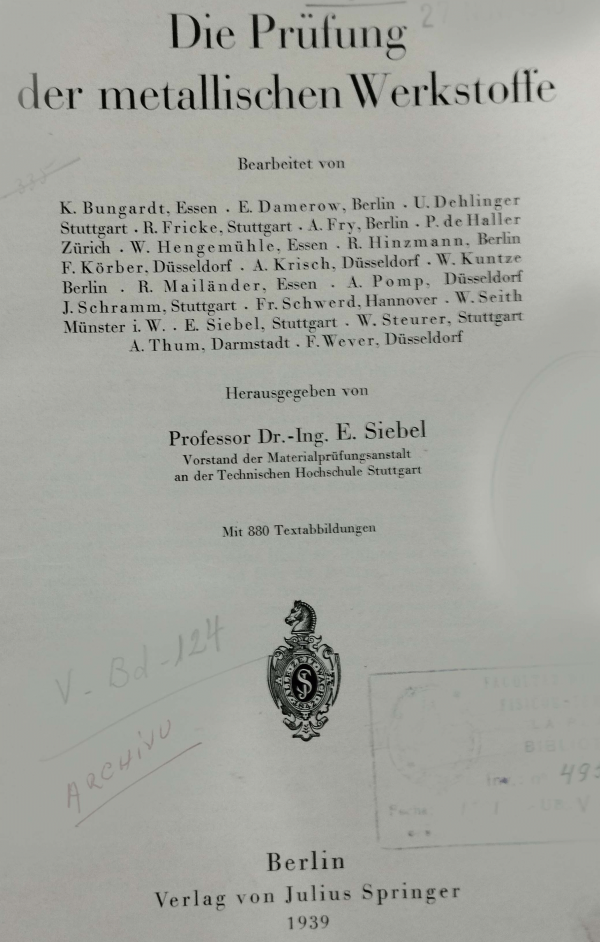 Die Prüfung
der metallischen Werkstoffe
Bearbeitet von
K. Bungardt, Essen · E. Damerow, Berlin · U. Dehlinger
Stuttgart · R. Fricke, Stuttgart · A. Fry, Berlin · P. de Haller
Zürich · W. Hengemühle, Essen · R. Hinzmann, Berlin
F. Körber, Düsseldorf · A. Krisch, Düsseldorf · W. Kuntze
Berlin · R. Mailänder, Essen · A. Pomp, Düsseldorf
J. Schramm, Stuttgart · Fr. Schwerd, Hannover · W. Seith
Münster i. W. · E. Siebel, Stuttgart · W. Steurer, Stuttgart
A. Thum, Darmstadt · F. Wever, Düsseldorf
Herausgegeben von
Professor Dr.-Ing. E. Siebel
Vorstand der Materialprüfungsanstalt
an der Technischen Hochschule Stuttgart
Mit 880 Textabbildungen
V-Bd-124
ARCHIVO
LA
BIBLIO
Berlin
Verlag von Julius Springer
1939